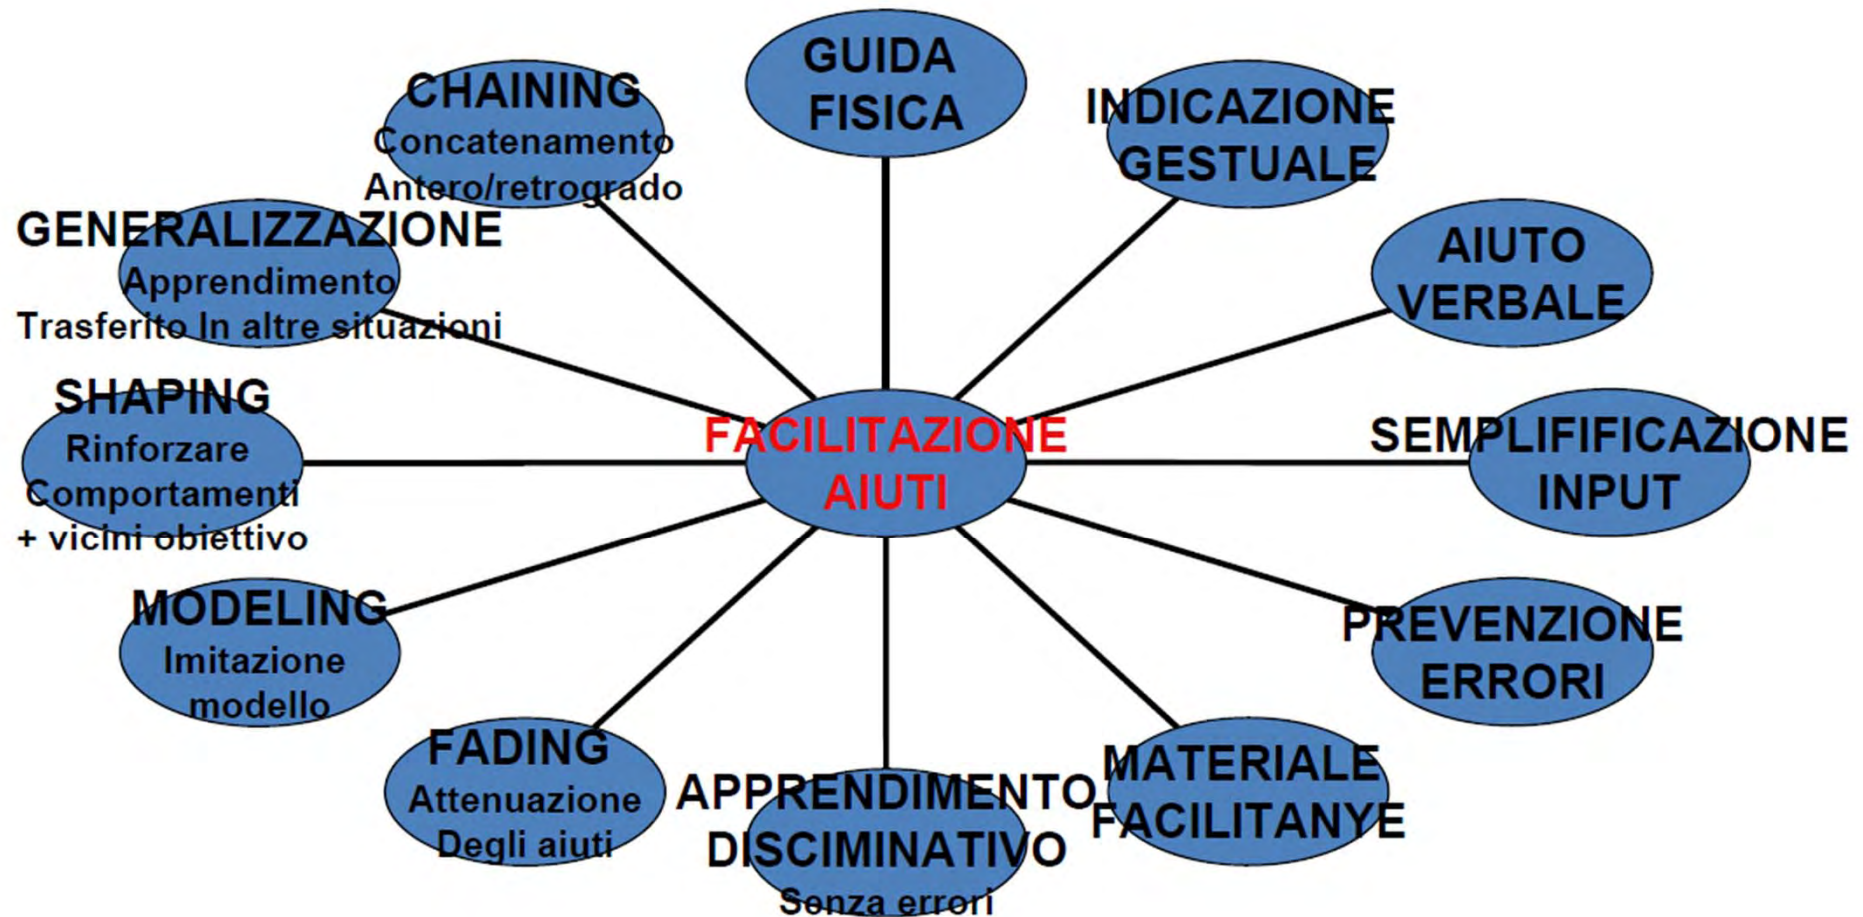 GUIDA
FISICA
INDICAZIONE
GESTUALE
AIUTO
VERBALE
SEMPLIFIFICAZIONE
INPUT
PREVENZIONE
ERRORI
MATERIALE
FACILITANYE
APPRENDIMENTO
DISCIMINATIVO
Senza errori
FADING
Attenuazione
Degli aiuti
MODELING
Imitazione
modello
SHAPING
Rinforzare
Comportamenti
+ vicini obiettivo
GENERALIZZAZIONE
Apprendimento
Trasferito In altre situazioni
CHAINING
Concatenamento
Antero/retrogrado
FACILITAZIONE
AIUTI